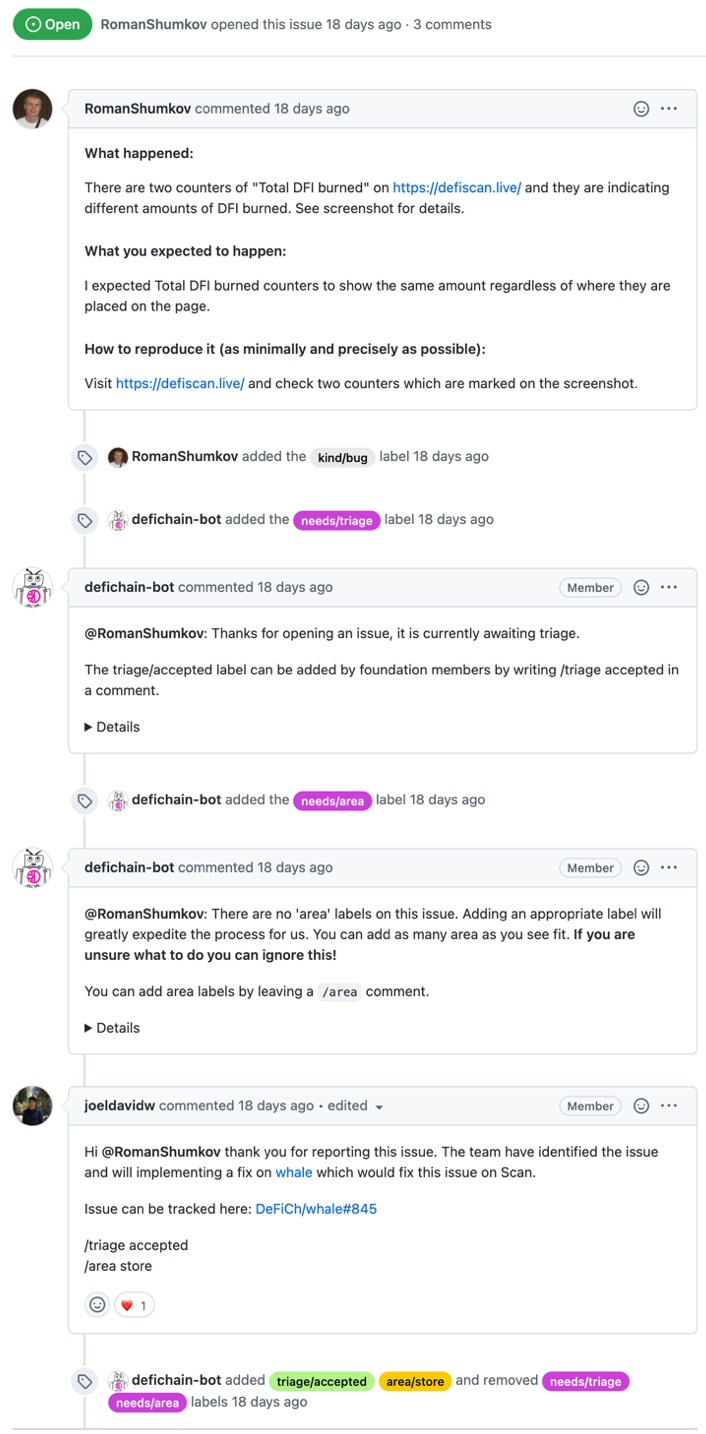 Open RomanShumkov opened this issue 18 days ago · 3 comments
RomanShumkov commented 18 days ago
What happened:
There are two counters of "Total DFI burned" on https://defiscan.live/ and they are indicating
different amounts of DFI burned. See screenshot for details.
What you expected to happen:
I expected Total DFI burned counters to show the same amount regardless of where they are
placed on the page.
How to reproduce it (as minimally and precisely as possible):
Visit https://defiscan.live/ and check two counters which are marked on the screenshot.
RomanShumkov added the kind/bug label 18 days ago
defichain-bot added the needs/triage label 18 days ago
defichain-bot commented 18 days ago Member
@RomanShumkov: Thanks for opening an issue, it is currently awaiting triage.
The triage/accepted label can be added by foundation members by writing /triage accepted in
a comment.
Details
defichain-bot added the needs/area label 18 days ago
defichain-bot commented 18 days ago Member
@RomanShumkov: There are no 'area' labels on this issue. Adding an appropriate label will
greatly expedite the process for us. You can add as many area as you see fit. If you are
unsure what to do you can ignore this!
You can add area labels by leaving a /area comment.
Details
joeldavidw commented 18 days ago • edited Member
Hi @RomanShumkov thank you for reporting this issue. The team have identified the issue
and will implementing a fix on whale which would fix this issue on Scan.
Issue can be tracked here: DeFiCh/whale#845
/triage accepted
/area store
1
defichain-bot added triage/accepted area/store and removed needs/triage
needs/area labels 18 days ago